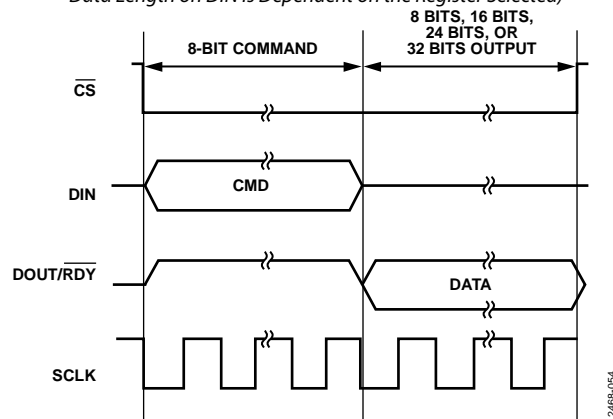 Data Length on DIN Is Dependent on the Register Selected)
8 BITS, 16 BITS,
24 BITS, OR
32 BITS OUTPUT
8-BIT COMMAND
CS
DIN
CMD
DOUT/RDY
DATA
SCLK